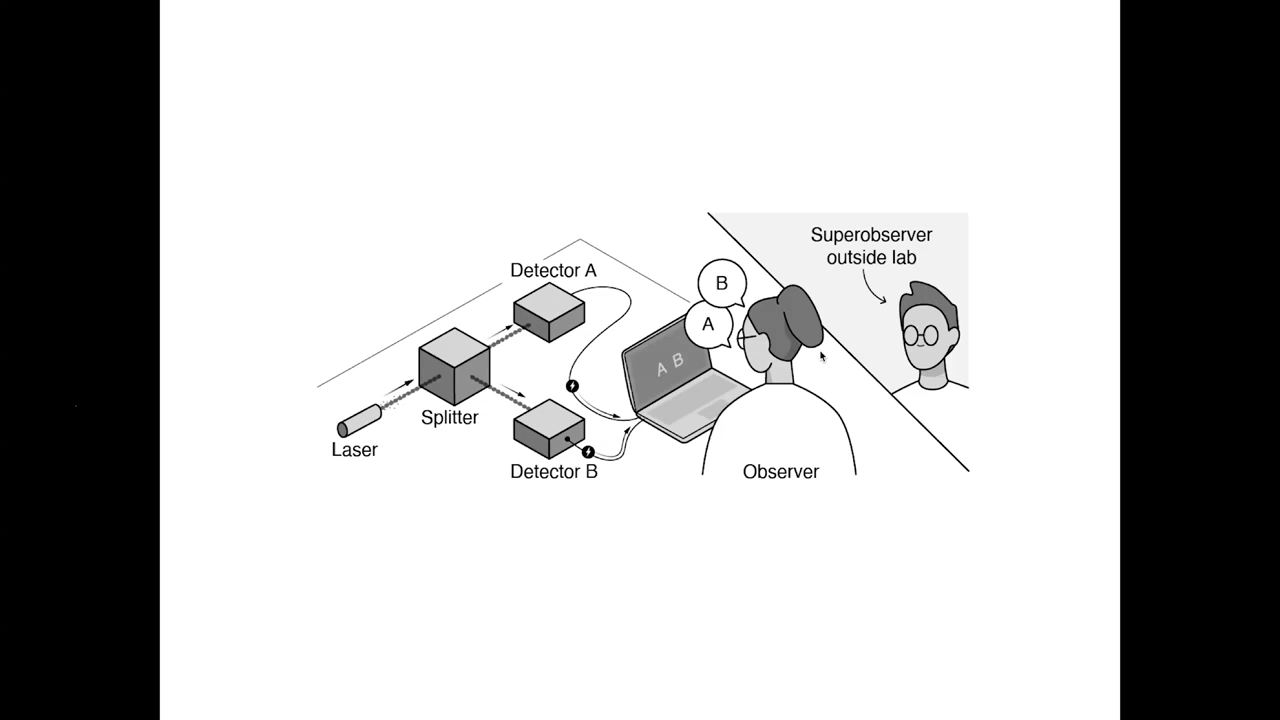 Superobserver
outside lab
Detector A
B
A
A B
Splitter
Laser
Detector B
Observer